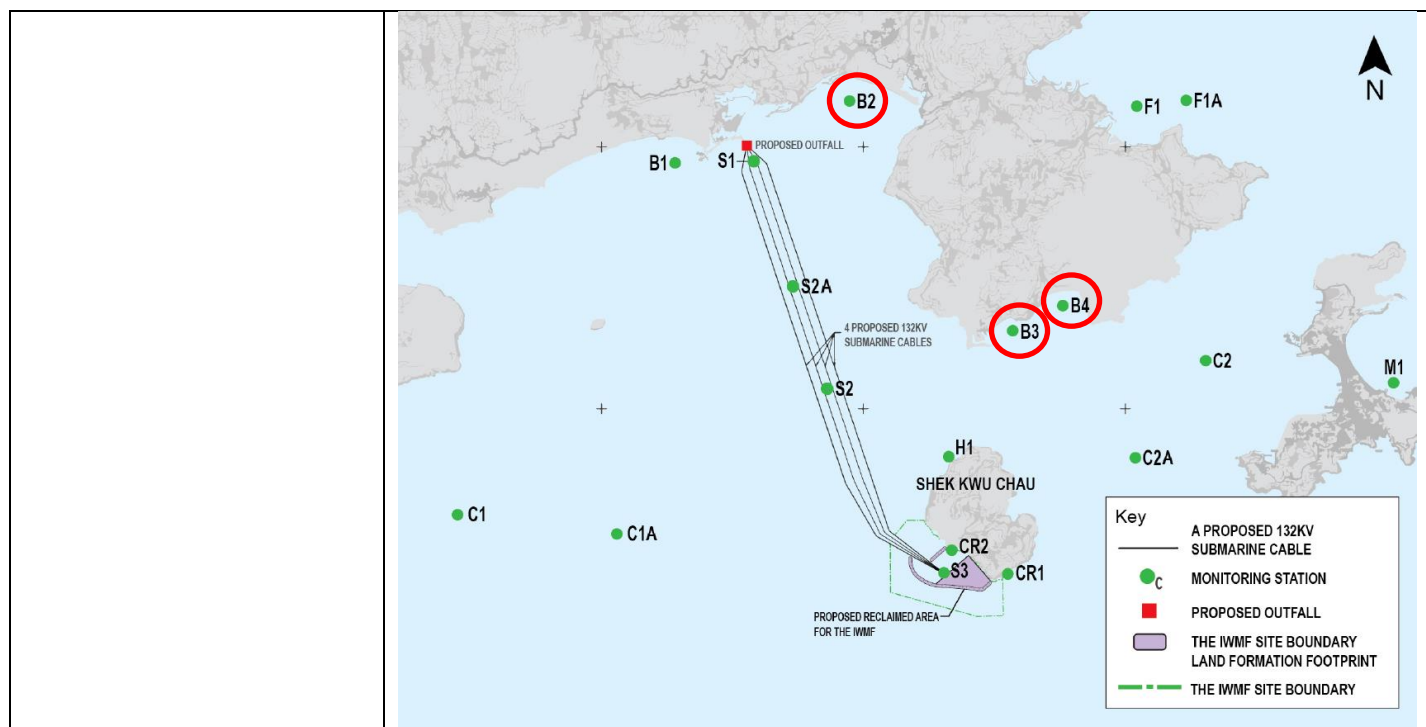 B2
F1
F1A
N
PROPOSED OUTFALL
B1
S1
S2A
B4
B3
4 PROPOSED 132KV
SUBMARINE CABLES
C2
M1
S2
H1
C2A
SHEK KWU CHAU
C1
C1A
CR2
S3
CR1
PROPOSED RECLAIMED AREA
FOR THE IWMF
Key
A PROPOSED 132KV
SUBMARINE CABLE
C
MONITORING STATION
PROPOSED OUTFALL
THE IWMF SITE BOUNDARY
LAND FORMATION FOOTPRINT
THE IWMF SITE BOUNDARY